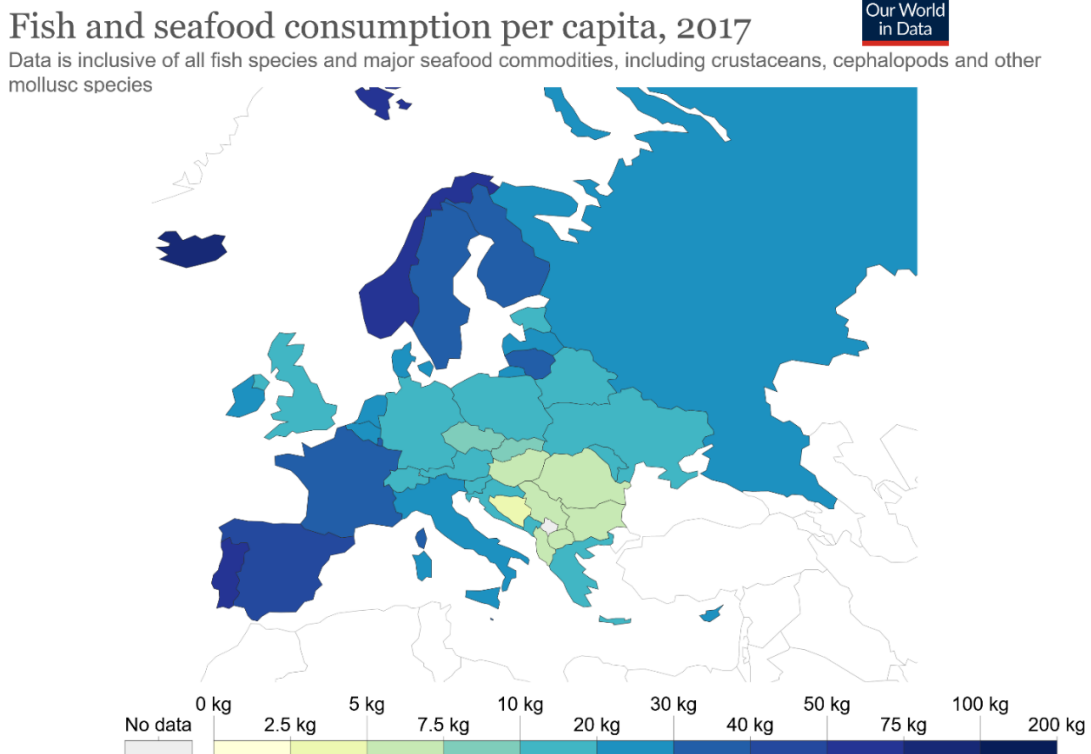 Fish and seafood consumption per capita, 2017
Our World
in Data
Data is inclusive of all fish species and major seafood commodities, including crustaceans, cephalopods and other
mollusc species
0 kg 5 kg 10 kg 30 kg 50 kg 100 kg
No data 2.5 kg 7.5 kg 20 kg 40 kg 75 kg 200 kg